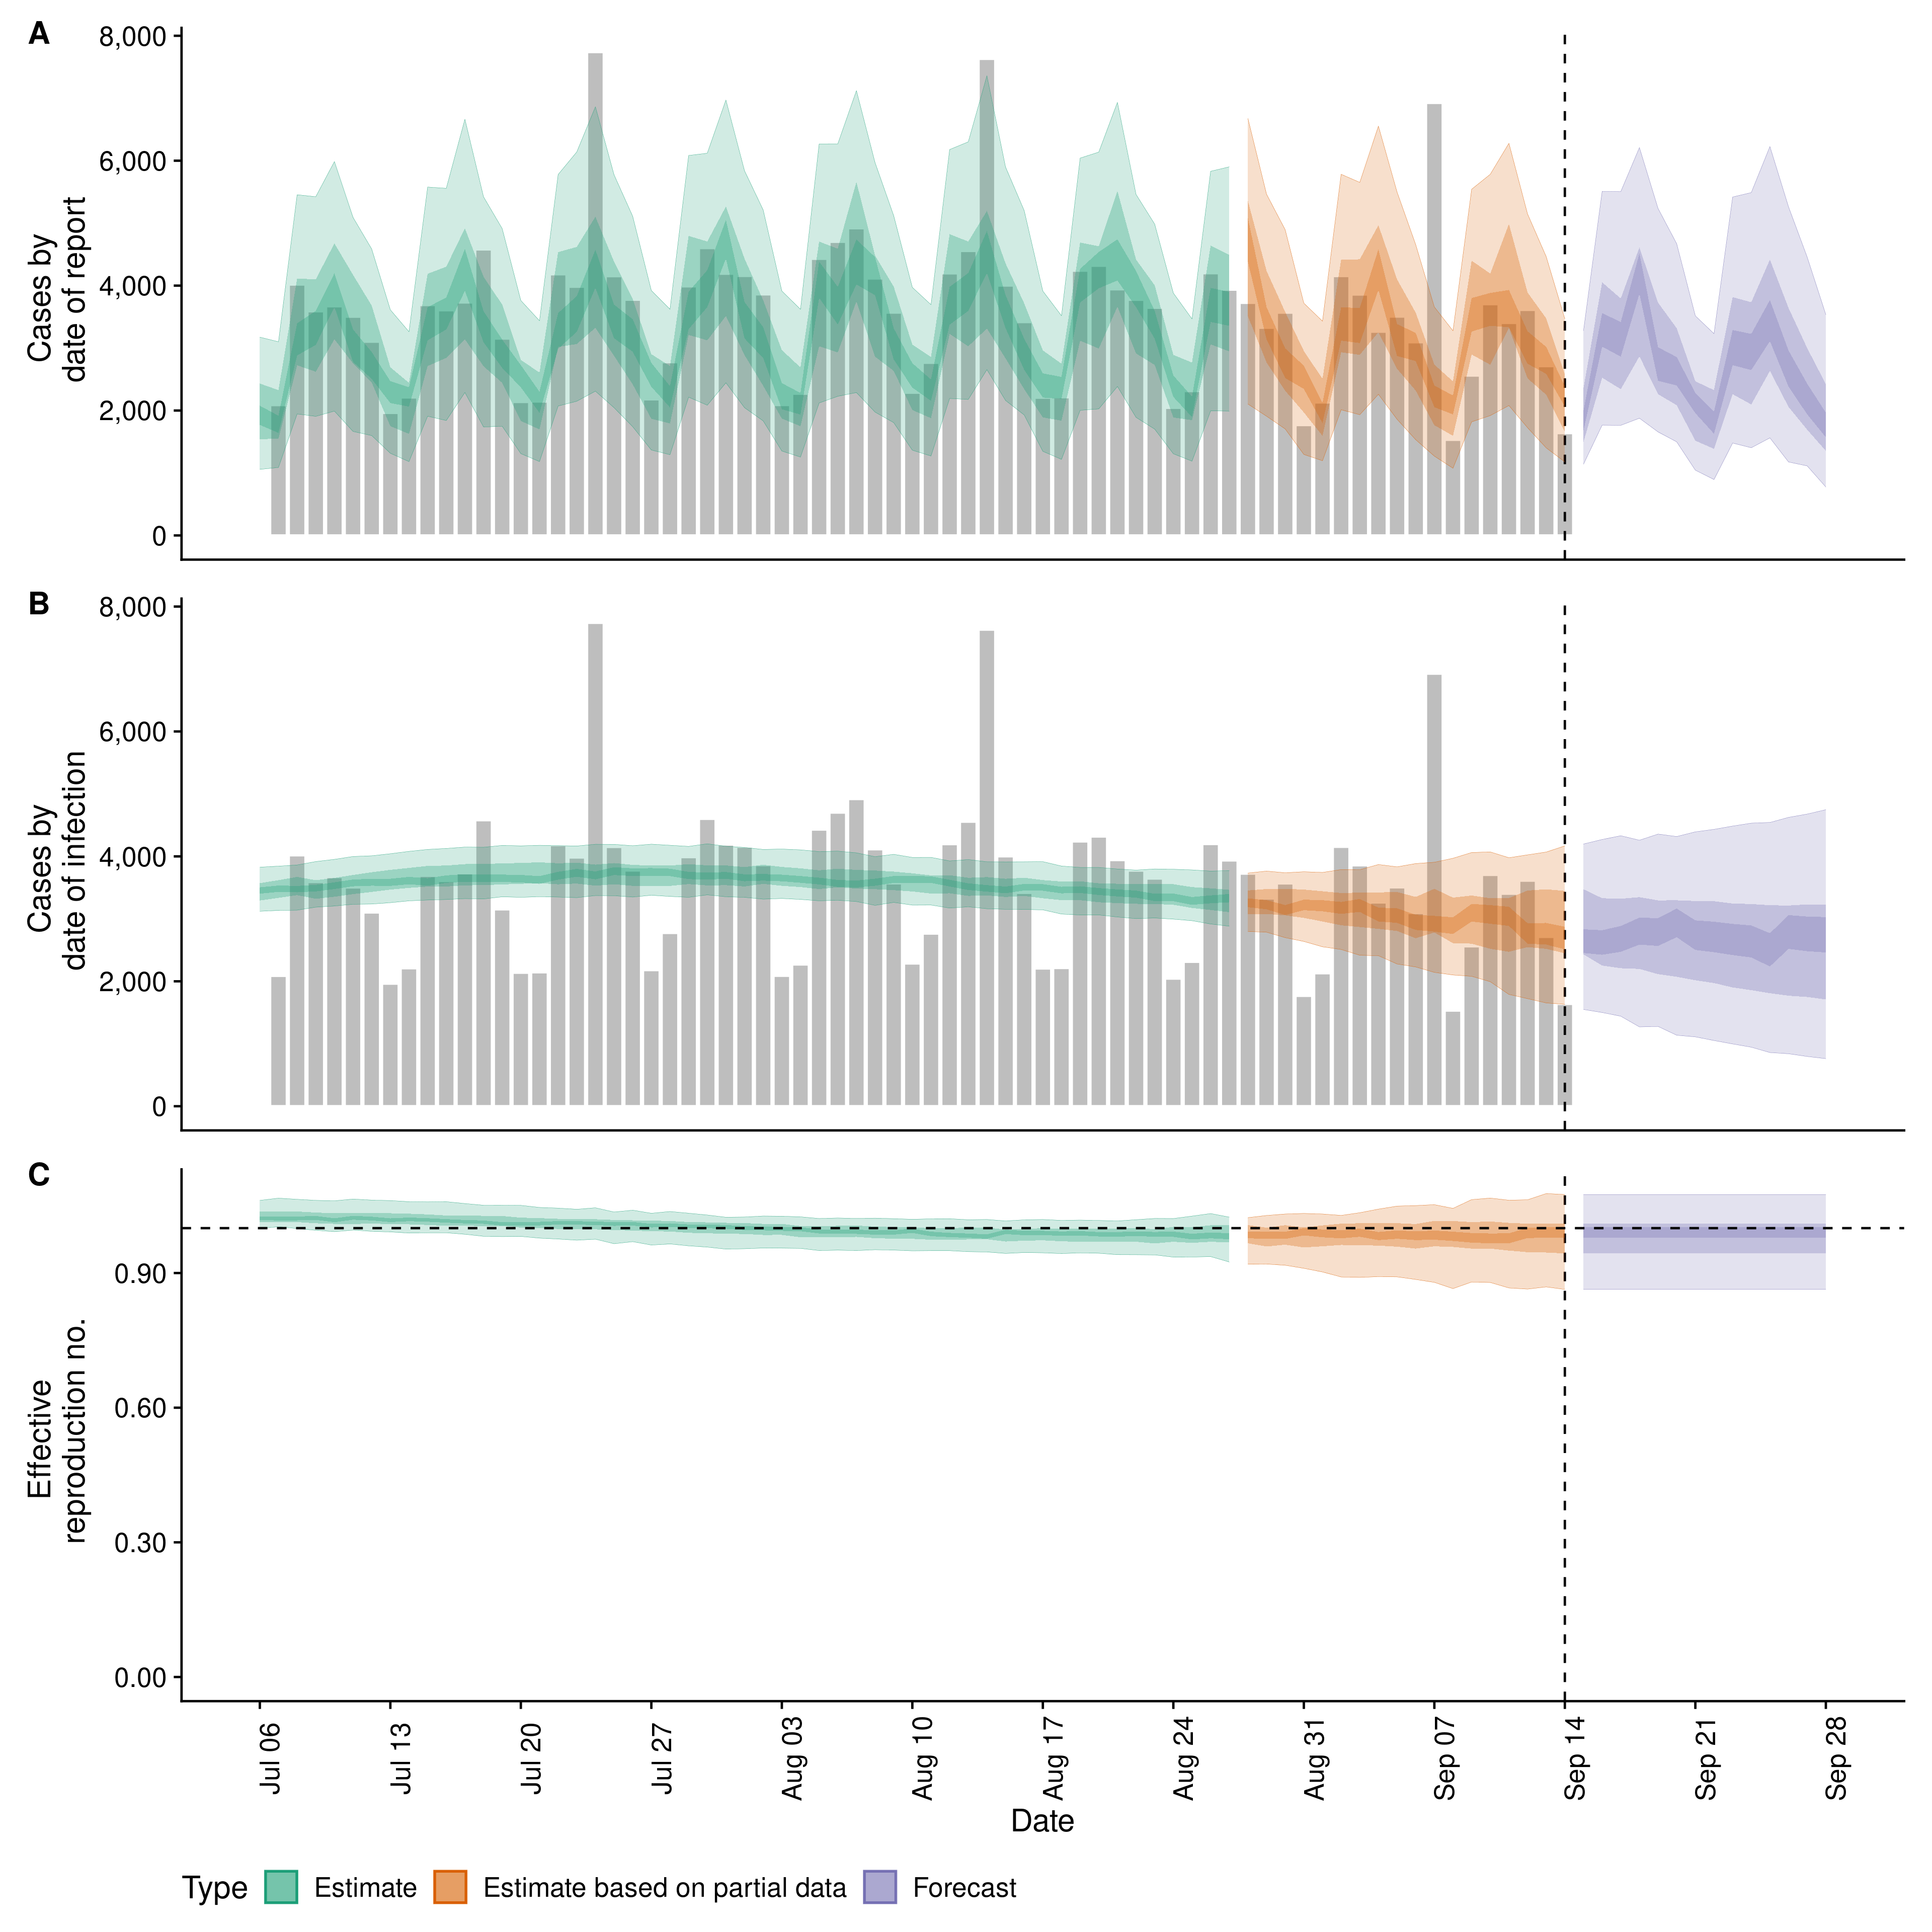 A
8,000
6,000
4,000
2,000
0
Cases by
date of report
B
8,000
6,000
4,000
2,000
0
Cases by
date of infection
C
0.90
0.60
0.30
0.00
Effective
reproduction no.
Jul 06
Jul 13
Jul 20
Jul 27
Aug 03
Aug 10
Aug 17
Aug 24
Aug 31
Sep 07
Sep 14
Sep 21
Sep 28
Date
Type Estimate Estimate based on partial data Forecast